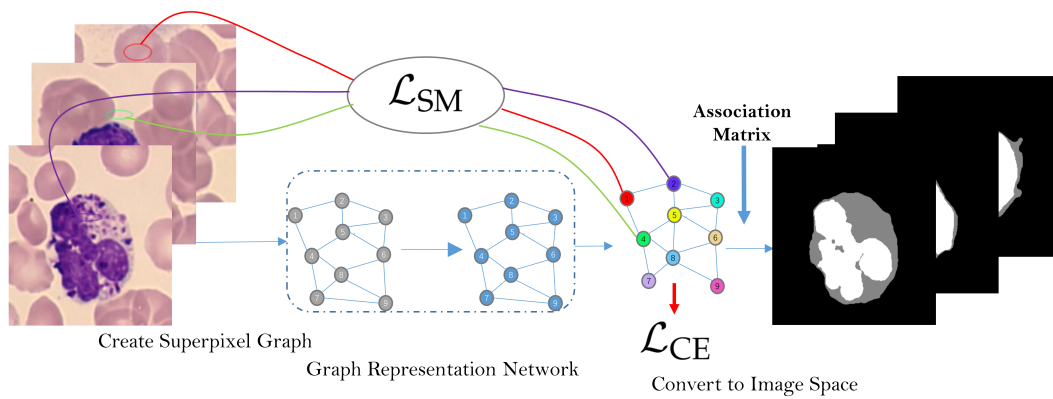 ℒSM
Association
Matrix
1 2 3 4 5 6 7 8 9
1 2 3 4 5 6 7 8 9
1 2 3 4 5 6 7 8 9
ℒCE
Create Superpixel Graph
Graph Representation Network
Convert to Image Space